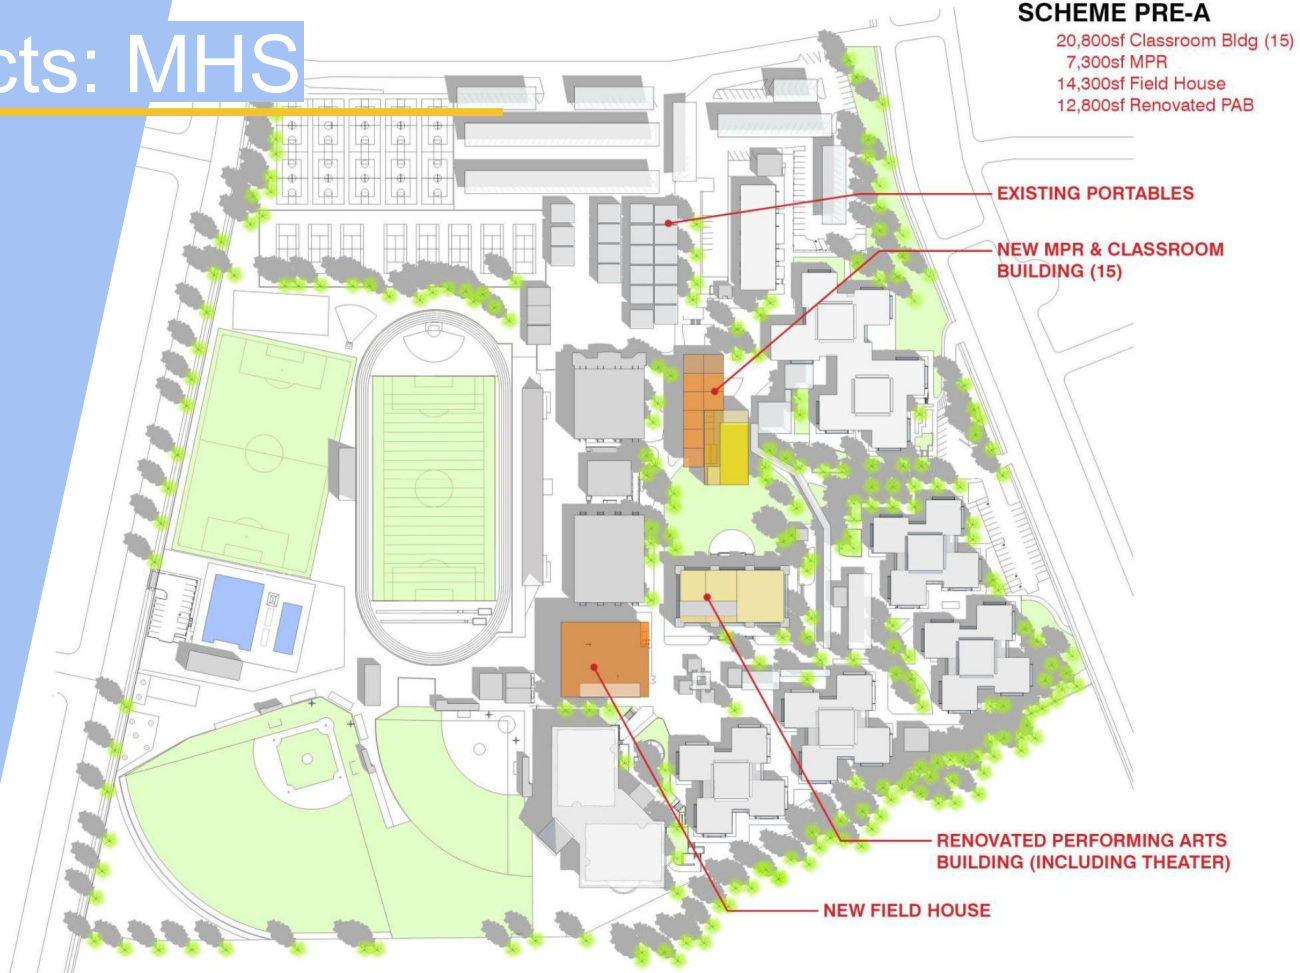 cts: MHS
SCHEME PRE-A
20,800sf Classroom Bldg (15)
7,300sf MPR
14,300sf Field House
12,800sf Renovated PAB
EXISTING PORTABLES
NEW MPR & CLASSROOM
BUILDING (15)
RENOVATED PERFORMING ARTS
BUILDING (INCLUDING THEATER)
NEW FIELD HOUSE